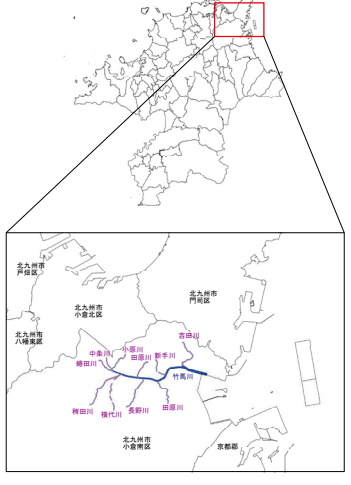 北九州市
戸畑区
北九州市
小倉北区
北九州市
門司区
北九州市
八幡東区
吉田川
小原川
中条川
田原川
新手川
蜷田川
竹馬川
稗田川
横代川
長野川
田原川
北九州市
小倉南区
京都郡